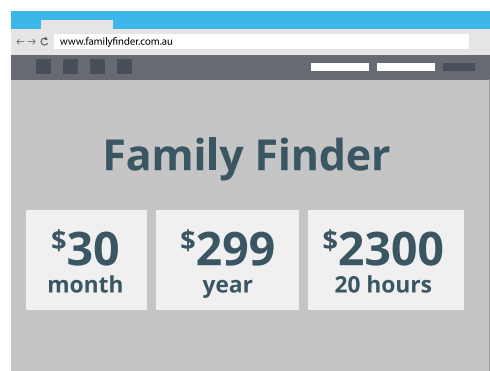 www.familyfinder.com.au
Family Finder
$30
month
$299
year
$2300
20 hours